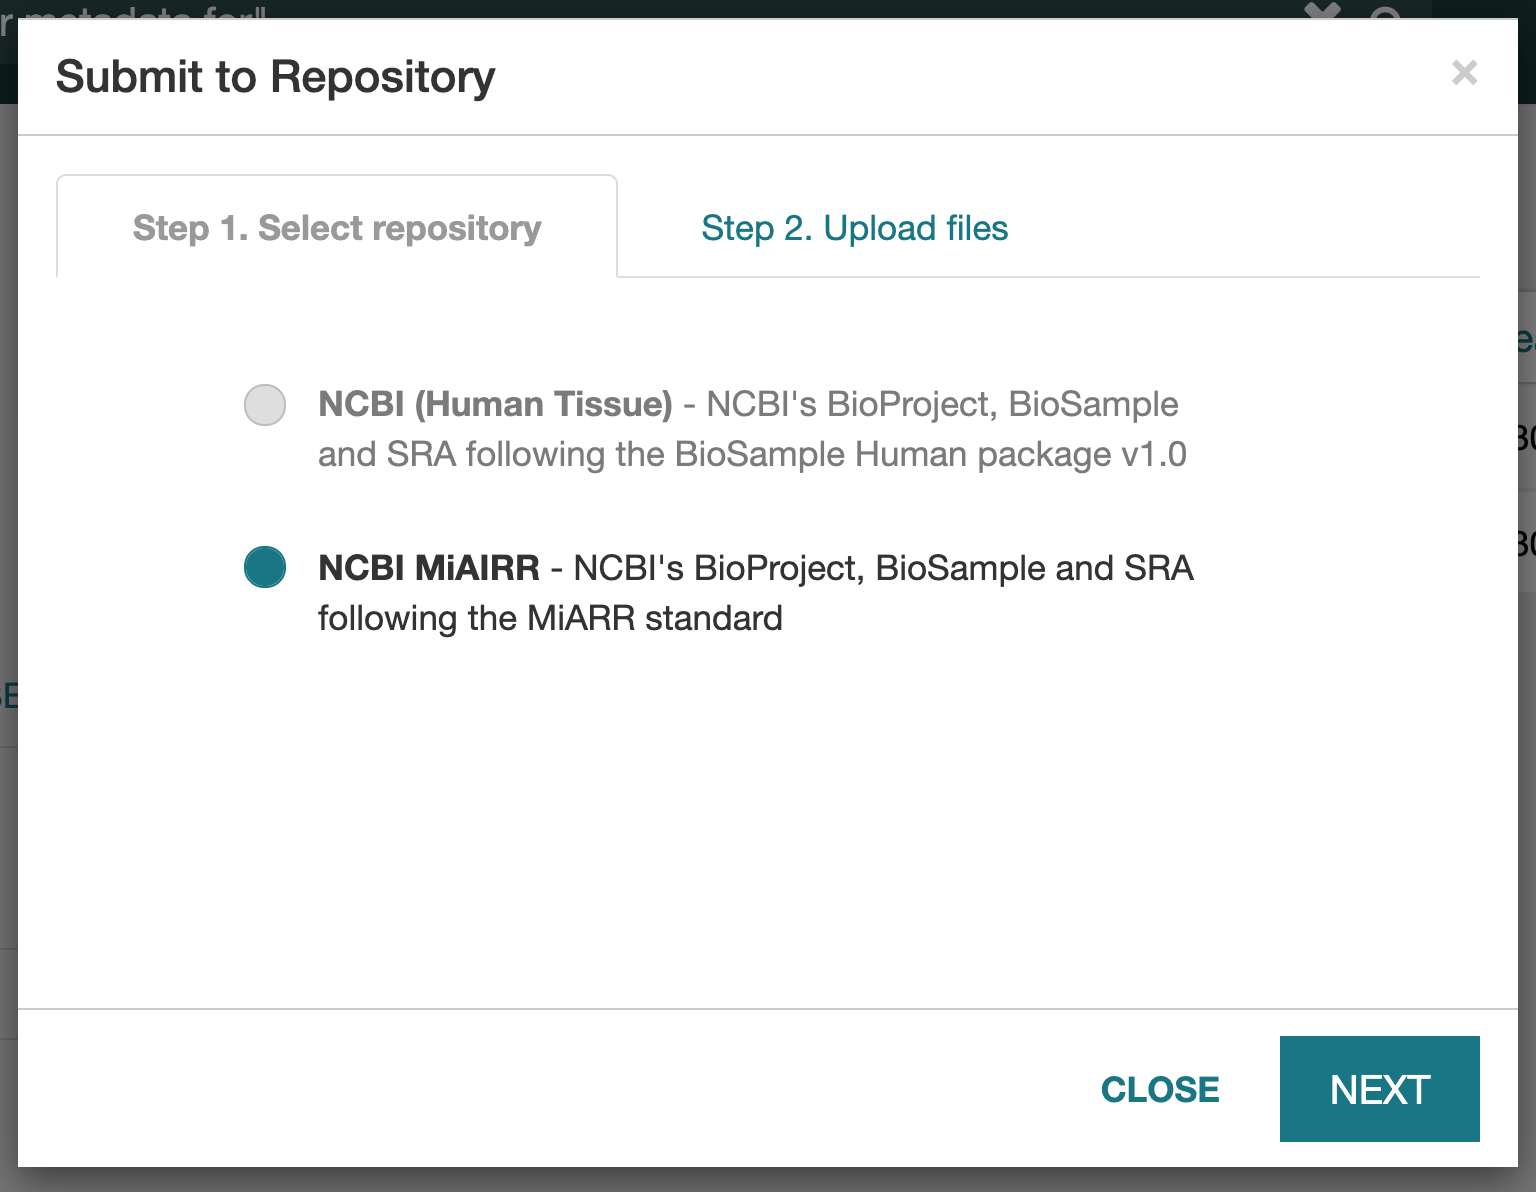 r metadata for"
Submit to Repository
×
Step 1. Select repository
Step 2. Upload files
NCBI (Human Tissue) - NCBI's BioProject, BioSample
and SRA following the BioSample Human package v1.0
NCBI MiAIRR - NCBI's BioProject, BioSample and SRA
following the MiARR standard
CLOSE
NEXT